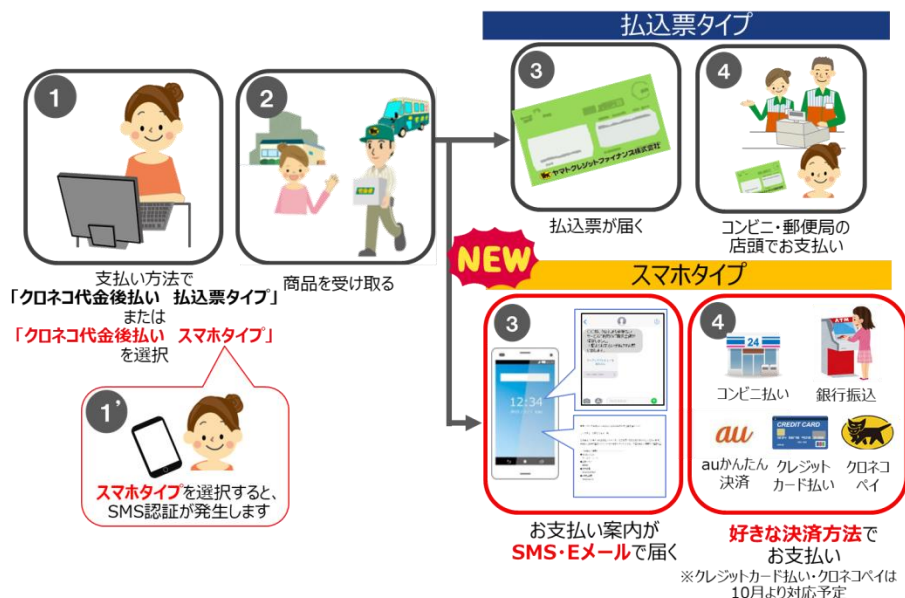 1
支払い方法で
「クロネコ代金後払い 払込票タイプ」
または
「クロネコ代金後払い スマホタイプ」
を選択
1’
スマホタイプを選択すると、
SMS認証が発生します
2
宅急便
商品を受け取る
払込票タイプ
3
ヤマトクレジットファイナンス株式会社
払込票が届く
4
コンビニ・郵便局の
店頭でお支払い
NEW
スマホタイプ
3
12:34
お支払い案内が
SMS・Eメールで届く
4
24
コンビニ払い
ATM
銀行振込
au
auかんたん
決済
CREDIT CARD
クレジット
カード払い
クロネコ
ペイ
好きな決済方法で
お支払い
※クレジットカード払い・クロネコペイは
10月より対応予定